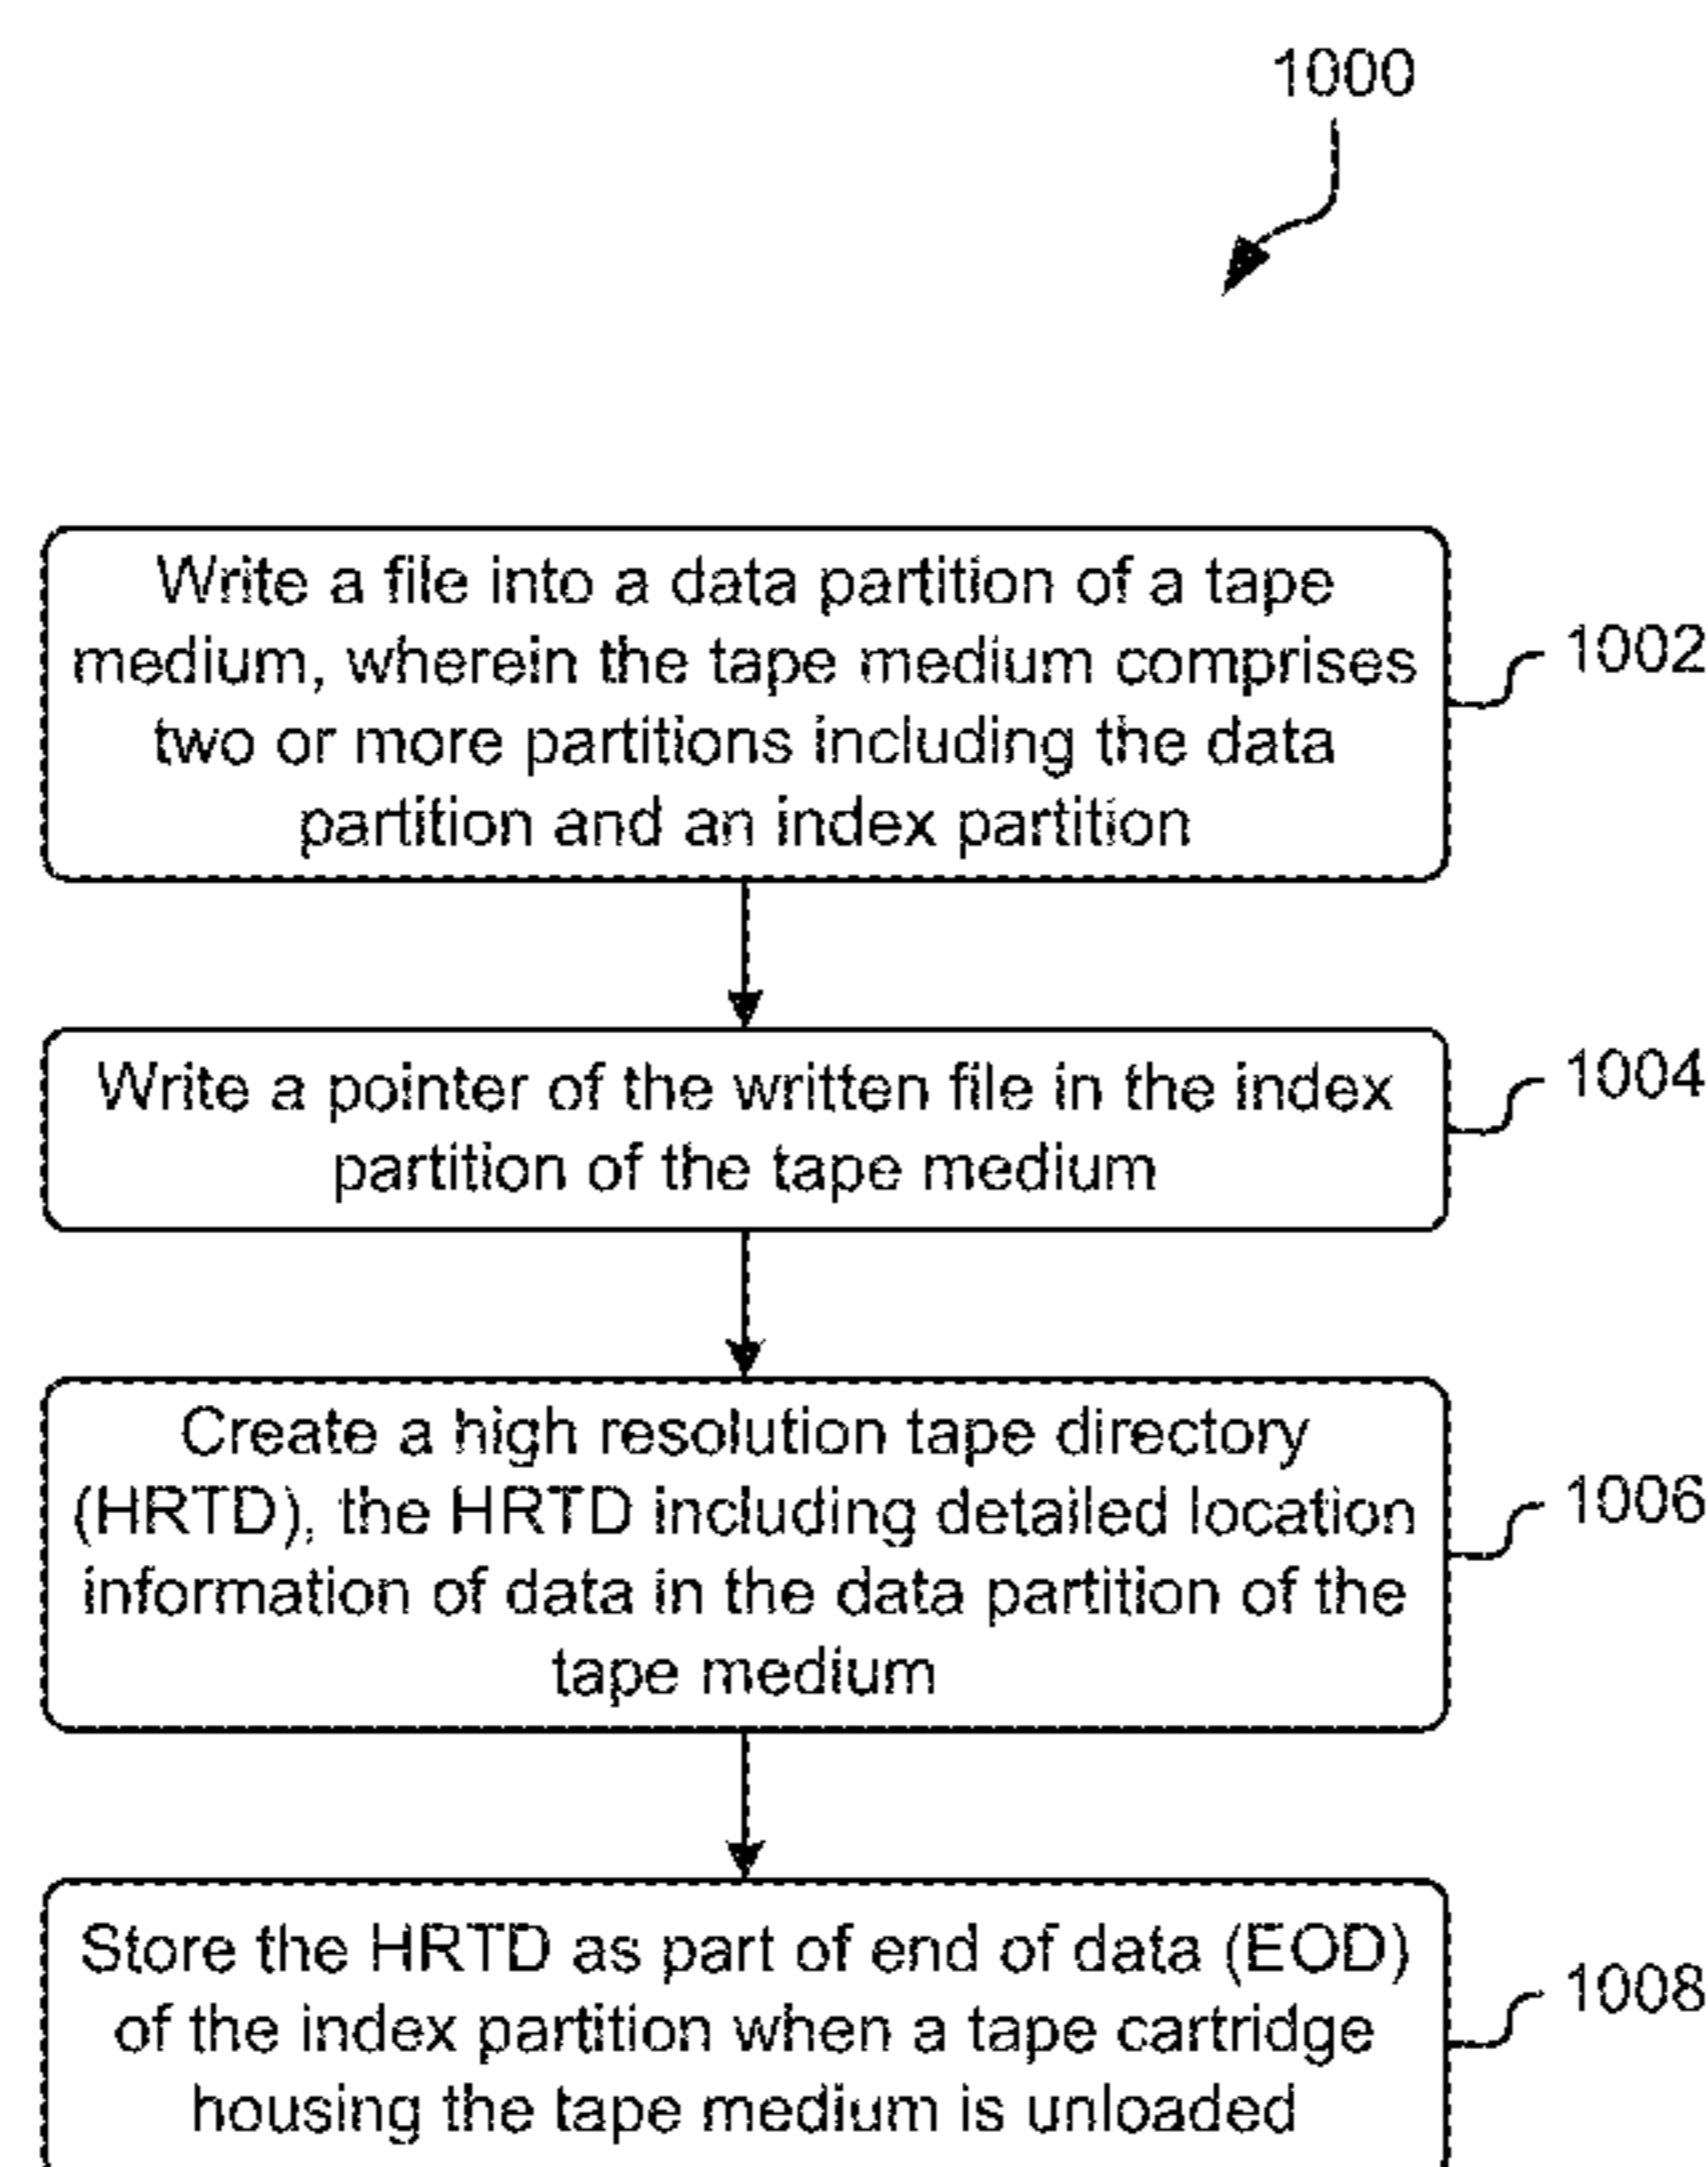 1000
Write a file into a data partition of a tape
medium, wherein the tape medium comprises
two or more partitions including the data
partition and an index partition
1002
Write a pointer of the written file in the index
partition of the tape medium
1004
Create a high resolution tape directory
(HRTD), the HRTD including detailed location
information of data in the data partition of the
tape medium
1006
Store the HRTD as part of end of data (EOD)
of the index partition when a tape cartridge
housing the tape medium is unloaded
1008